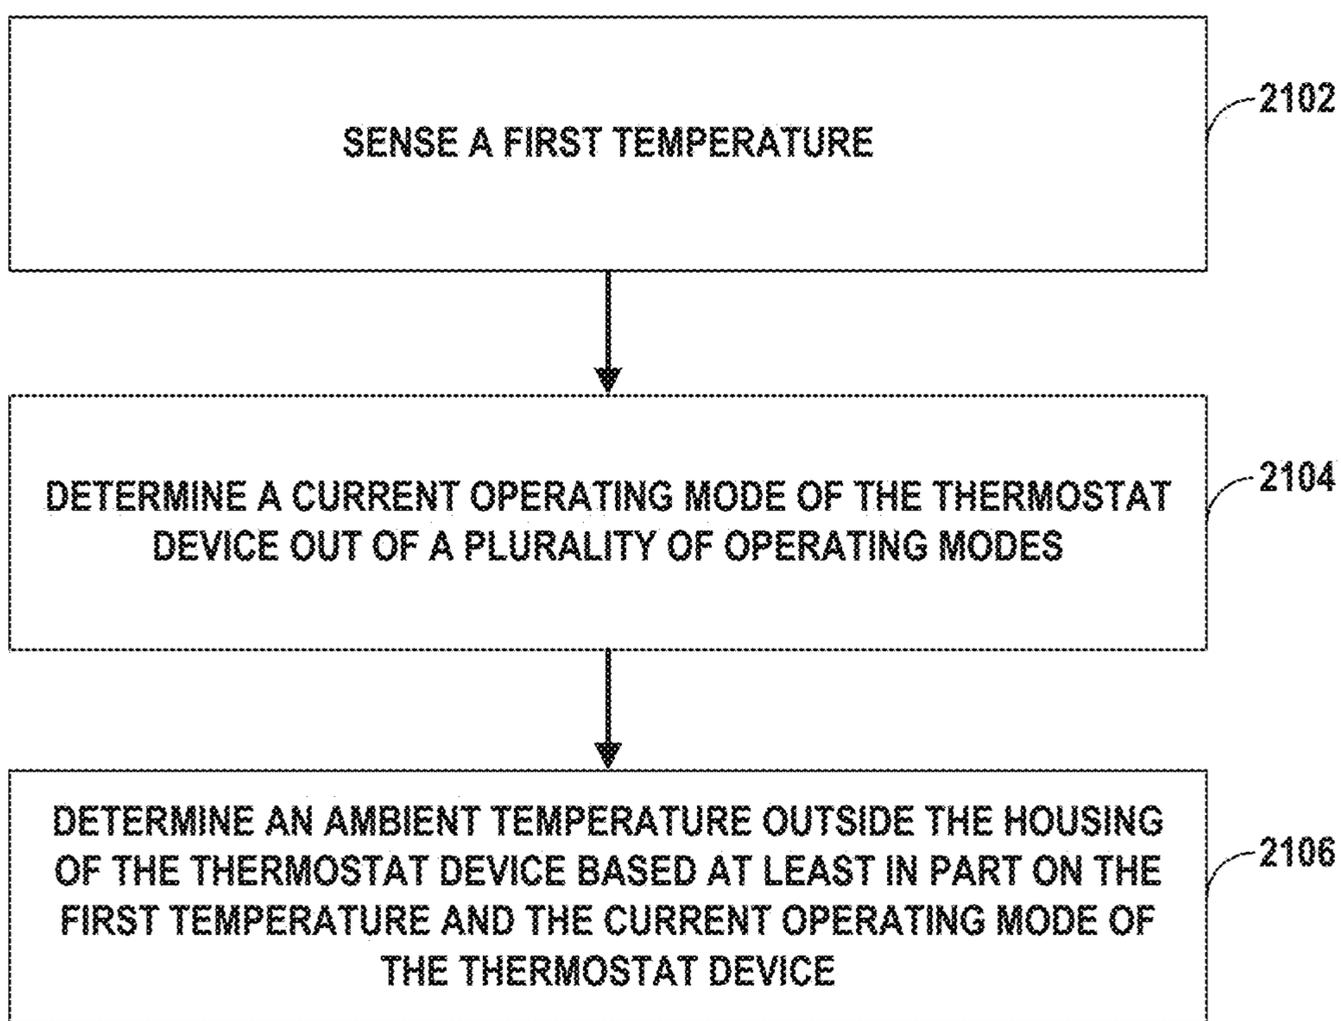 SENSE A FIRST TEMPERATURE
2102
DETERMINE A CURRENT OPERATING MODE OF THE THERMOSTAT
DEVICE OUT OF A PLURALITY OF OPERATING MODES
2104
DETERMINE AN AMBIENT TEMPERATURE OUTSIDE THE HOUSING
OF THE THERMOSTAT DEVICE BASED AT LEAST IN PART ON THE
FIRST TEMPERATURE AND THE CURRENT OPERATING MODE OF
THE THERMOSTAT DEVICE
2106